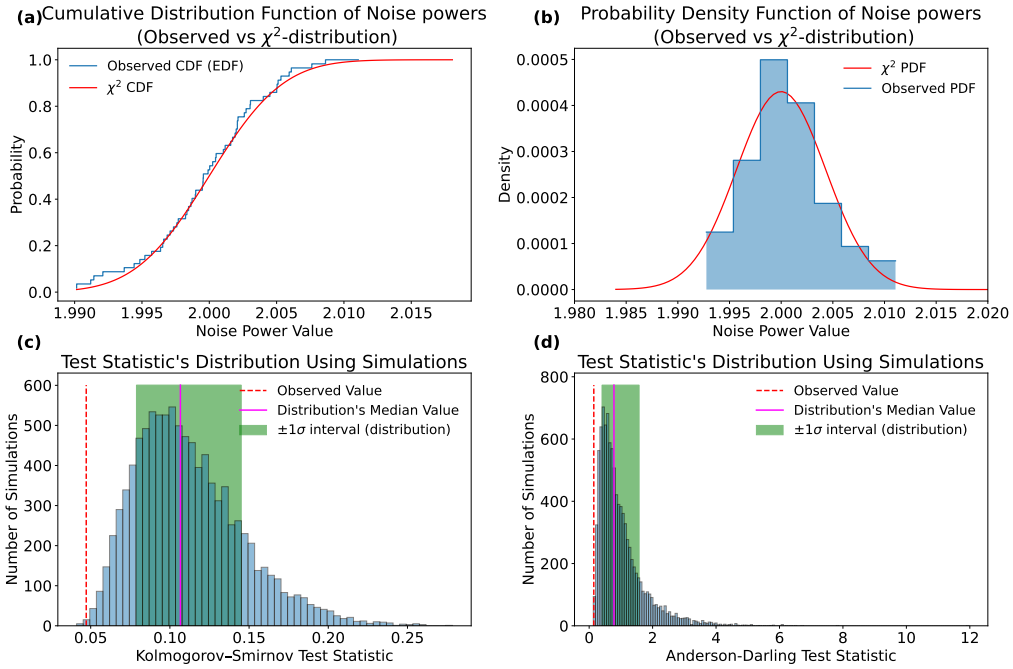 (a)
Cumulative Distribution Function of Noise powers
(Observed vs χ²-distribution)
Observed CDF (EDF)
χ² CDF
1.0
0.8
0.6
0.4
0.2
0.0
Probability
1.990 1.995 2.000 2.005 2.010 2.015
Noise Power Value
(b)
Probability Density Function of Noise powers
(Observed vs χ²-distribution)
χ² PDF
Observed PDF
0.0005
0.0004
0.0003
0.0002
0.0001
0.0000
Density
1.980 1.985 1.990 1.995 2.000 2.005 2.010 2.015 2.020
Noise Power Value
(c)
Test Statistic's Distribution Using Simulations
Observed Value
Distribution's Median Value
±1σ interval (distribution)
600
500
400
300
200
100
0
Number of Simulations
0.05 0.10 0.15 0.20 0.25
Kolmogorov–Smirnov Test Statistic
(d)
Test Statistic's Distribution Using Simulations
Observed Value
Distribution's Median Value
±1σ interval (distribution)
800
600
400
200
0
Number of Simulations
0 2 4 6 8 10 12
Anderson-Darling Test Statistic